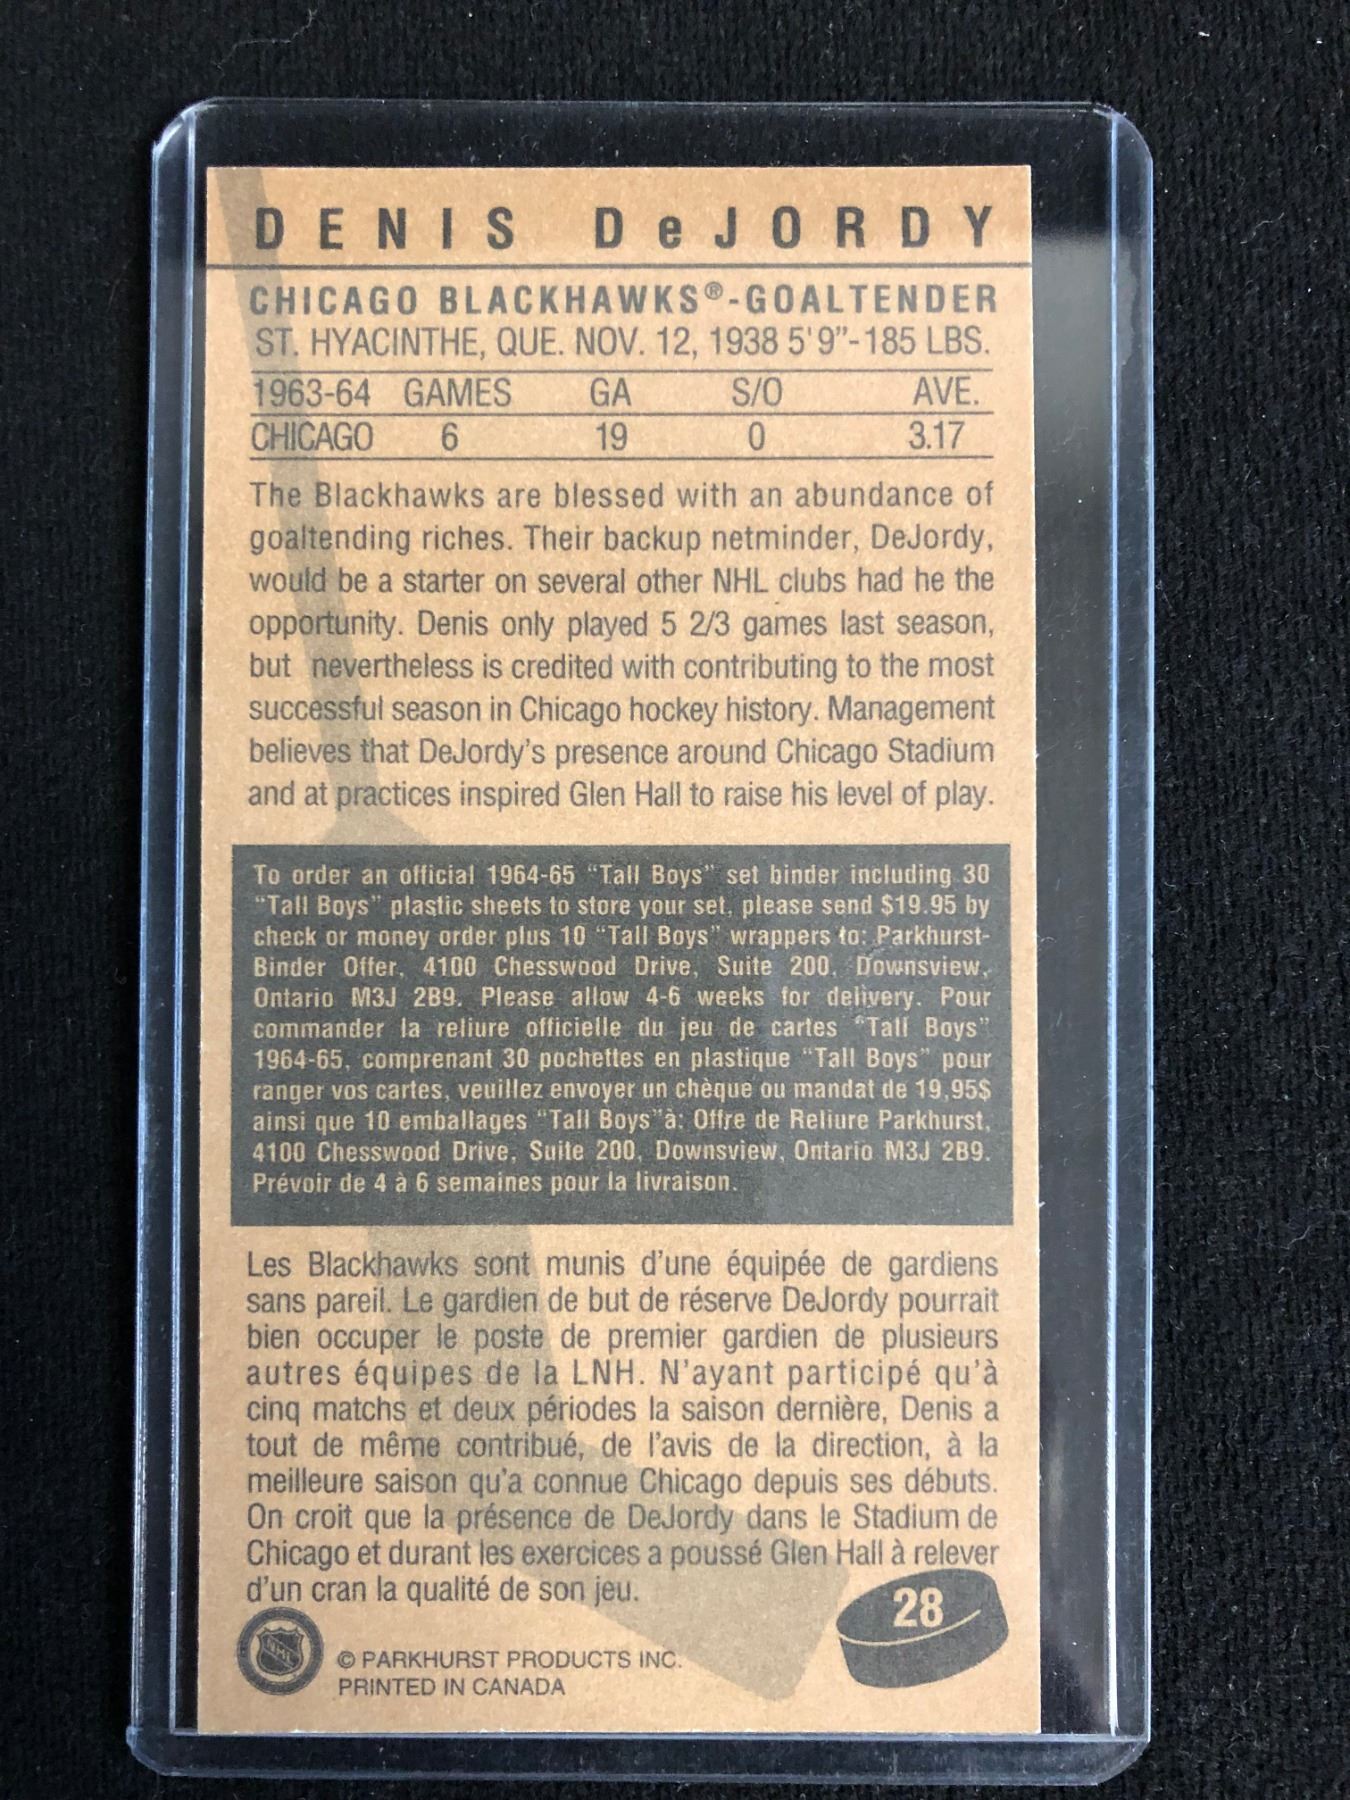 DENIS DeJORDY
CHICAGO BLACKHAWKS®-GOALTENDER
ST. HYACINTHE, QUE. NOV. 12, 1938 5'9"-185 LBS.
1963-64 GAMES GA S/O AVE.
CHICAGO 6 19 0 3.17
The Blackhawks are blessed with an abundance of
goaltending riches. Their backup netminder, DeJordy,
would be a starter on several other NHL clubs had he the
opportunity. Denis only played 5 2/3 games last season,
but nevertheless is credited with contributing to the most
successful season in Chicago hockey history. Management
believes that DeJordy's presence around Chicago Stadium
and at practices inspired Glen Hall to raise his level of play.
To order an official 1964-65 "Tall Boys" set binder including 30
"Tall Boys" plastic sheets to store your set, please send $19.95 by
check or money order plus 10 "Tall Boys" wrappers to: Parkhurst-
Binder Offer, 4100 Chesswood Drive, Suite 200, Downsview,
Ontario M3J 2B9. Please allow 4-6 weeks for delivery. Pour
commander la reliure officielle du jeu de cartes "Tall Boys"
1964-65, comprenant 30 pochettes en plastique "Tall Boys" pour
ranger vos cartes, veuillez envoyer un chèque ou mandat de 19,95$
ainsi que 10 emballages "Tall Boys"à: Offre de Reliure Parkhurst,
4100 Chesswood Drive, Suite 200, Downsview, Ontario M3J 2B9.
Prévoir de 4 à 6 semaines pour la livraison.
Les Blackhawks sont munis d'une équipée de gardiens
sans pareil. Le gardien de but de réserve DeJordy pourrait
bien occuper le poste de premier gardien de plusieurs
autres équipes de la LNH. N'ayant participé qu'à
cinq matchs et deux périodes la saison dernière, Denis a
tout de même contribué, de l'avis de la direction, à la
meilleure saison qu'a connue Chicago depuis ses débuts.
On croit que la présence de DeJordy dans le Stadium de
Chicago et durant les exercices a poussé Glen Hall à relever
d'un cran la qualité de son jeu.
28
NHL
© PARKHURST PRODUCTS INC.
PRINTED IN CANADA